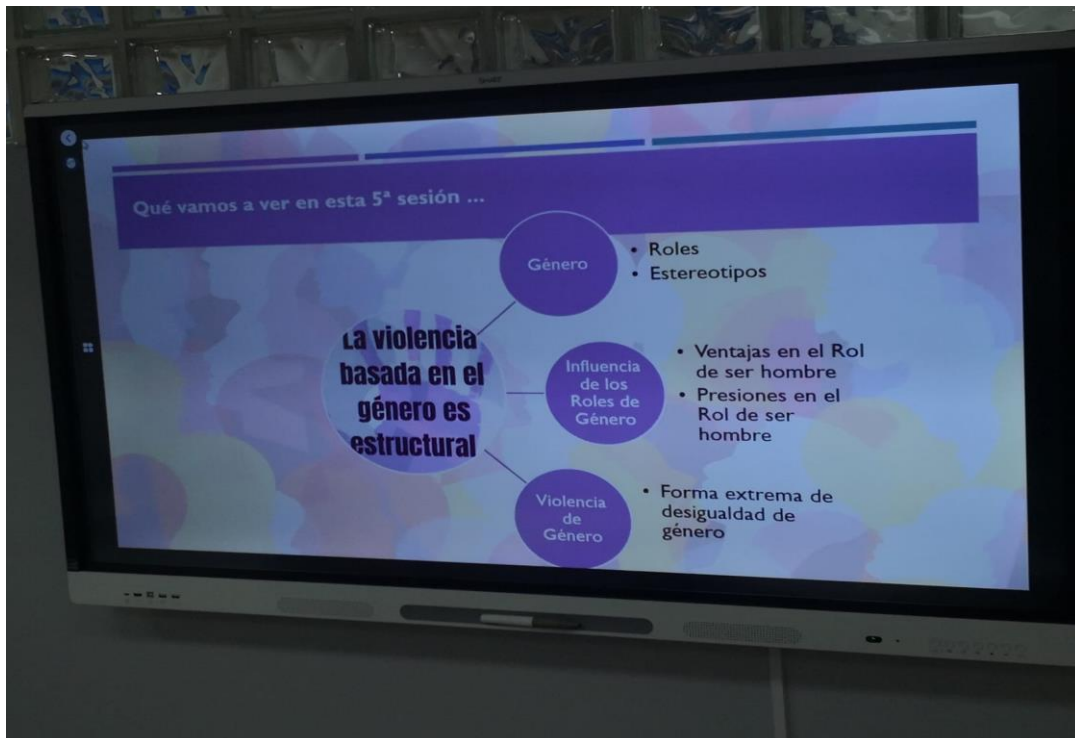 Qué vamos a ver en esta 5ª sesión ...
La violencia
basada en el
género es
estructural
Género
• Roles
• Estereotipos
Influencia
de los
Roles de
Género
• Ventajas en el Rol
de ser hombre
• Presiones en el
Rol de ser
hombre
Violencia
de
Género
• Forma extrema de
desigualdad de
género